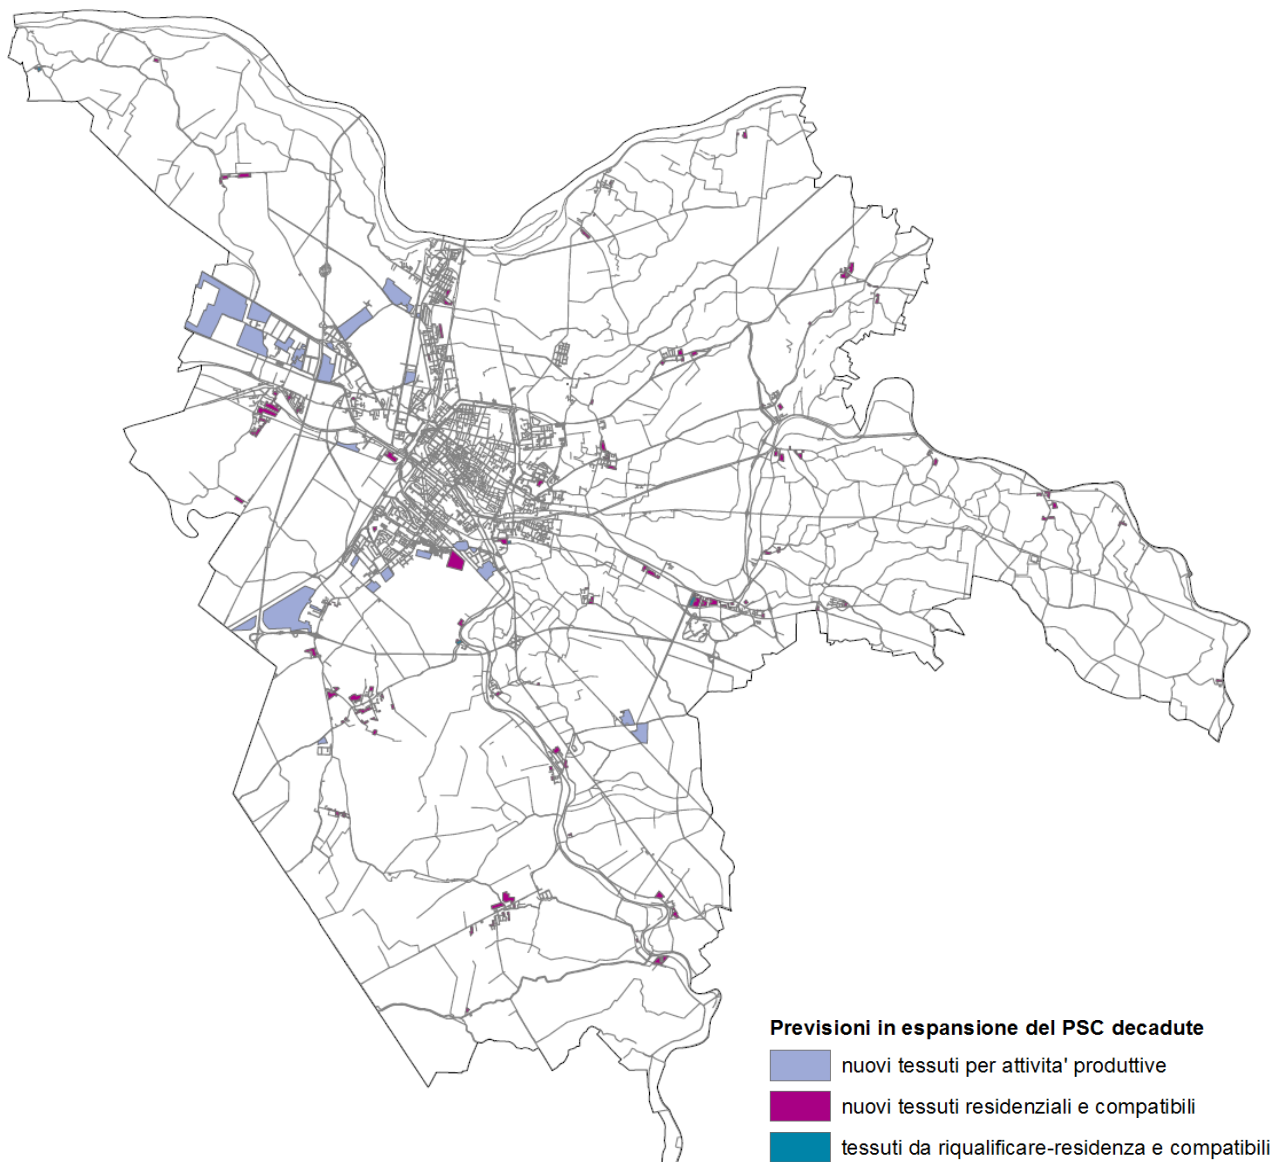 Previsioni in espansione del PSC decadute
nuovi tessuti per attivita' produttive
nuovi tessuti residenziali e compatibili
tessuti da riqualificare-residenza e compatibili